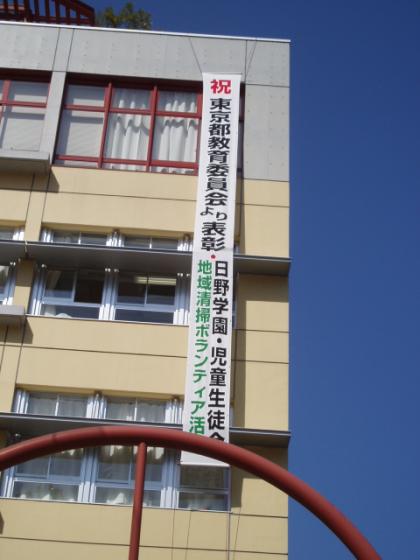 祝 東京都教育委員会より表彰・日野学園・児童生徒会
地域清掃ボランティア活